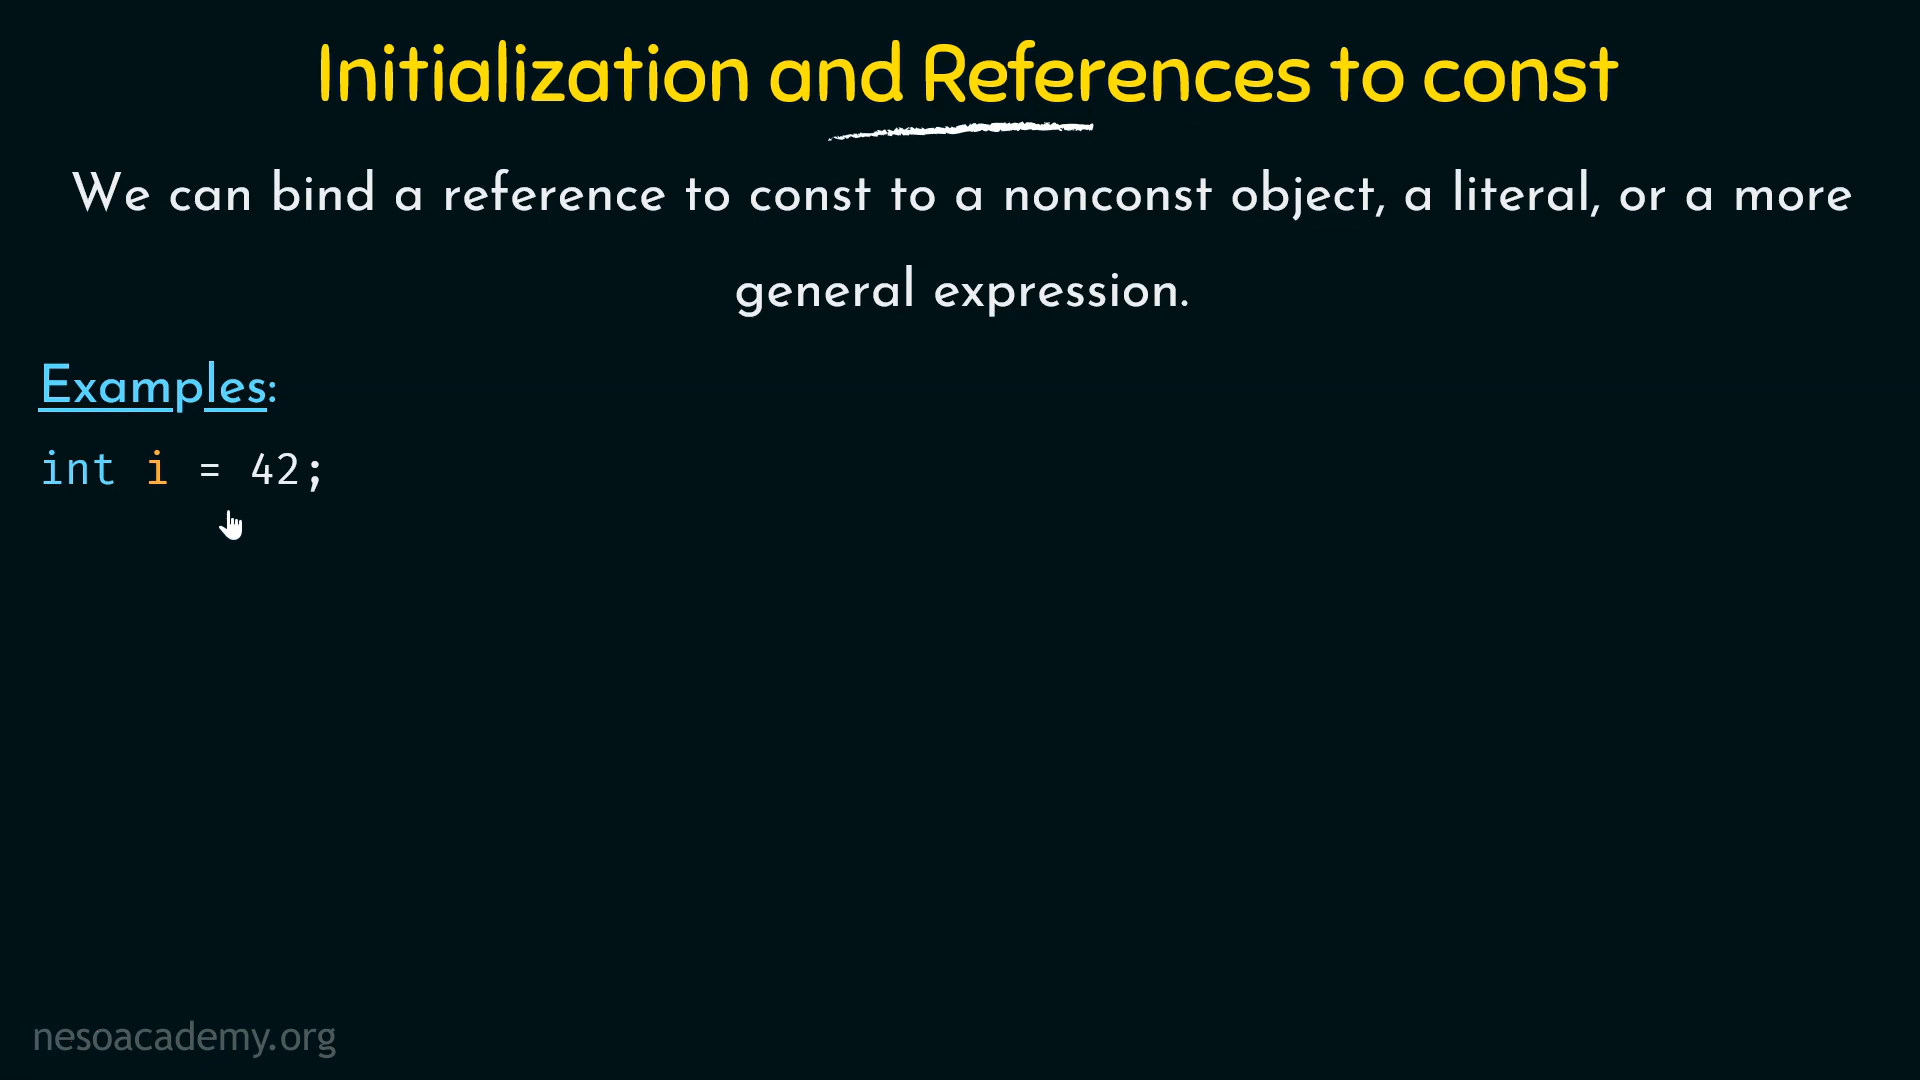 Initialization and References to const
We can bind a reference to const to a nonconst object, a literal, or a more
general expression.
Examples:
int i = 42;
nesoacademy.org